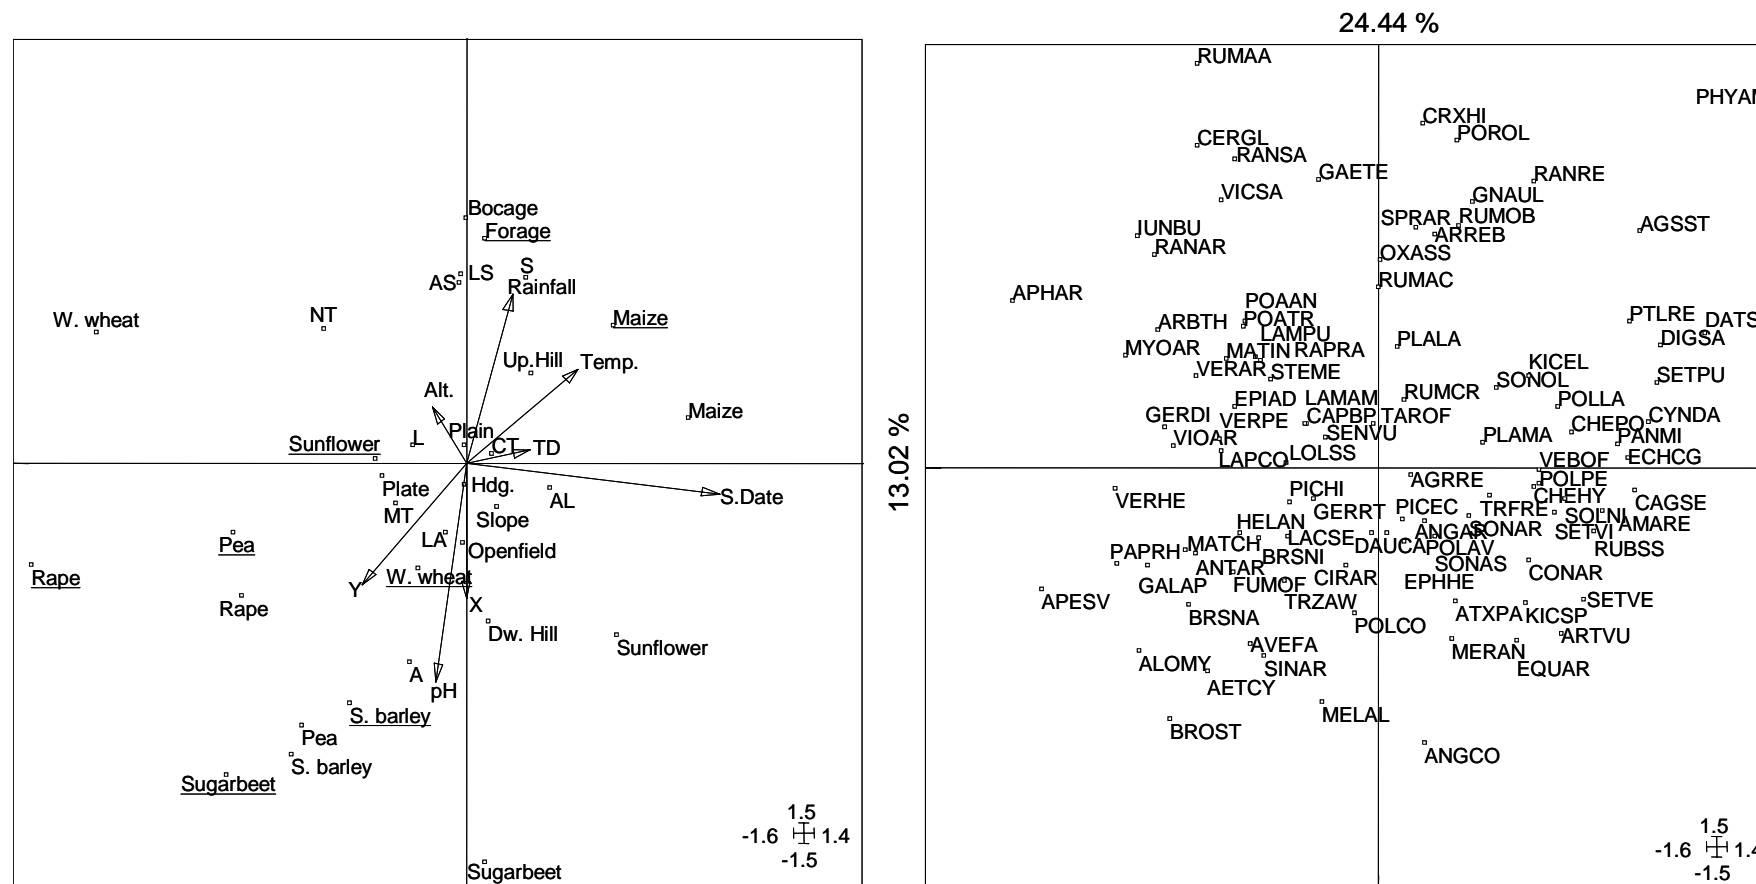 24.44 %
13.02 %
Bocage
Forage
AS
LS
S
Rainfall
W. wheat
NT
Maize
Up.Hill
Temp.
Alt.
Maize
L
Plain
Sunflower
CT
TD
Plate
Hdg.
AL
S.Date
MT
Slope
Pea
LA
Openfield
Rape
W. wheat
Y
Rape
X
Dw. Hill
Sunflower
A
pH
S. barley
Pea
S. barley
Sugarbeet
1.5
-1.6
1.4
-1.5
Sugarbeet
RUMAA
CRXHI
POROL
CERGL
RANSA
GAETE
RANRE
VICSA
GNAUL
SPRAR
RUMOB
AGSST
JUNBU
ARREB
RANAR
OXASS
RUMAC
APHAR
POAAN
POATR
ARBTH
LAMPU
PTLRE
DIGSA
PLALA
MYOAR
MATIN
RAPRA
VERAR
STEME
KICEL
SONOL
SETPU
EPIAD
LAMAM
RUMCR
POLLA
GERDI
VERPE
CAPBP
TAROF
CHEPO
CYNDA
VIOAR
SENVU
PLAMA
PANMI
LAPCO
LOLSS
VEBOF
ECHCG
AGRRE
POLPE
VERHE
PICHI
CHEHY
CAGSE
GERRT
PICEC
TRFRE
SOLNI
HELAN
ANGAR
SONAR
SETVI
AMARE
PAPRH
MATCH
LACSE
DAUCA
POLAV
RUBSS
ANTAR
BRSNI
SONAS
GALAP
FUMOF
CIRAR
EPHHE
CONAR
APESV
TRZAW
SETVE
BRSNA
POLCO
ATXPA
KICSP
ARTVU
ALOMY
AVEFA
SINAR
MERAN
EQUAR
AETCY
MELAL
BROST
ANGCO
1.5
-1.6
-1.5